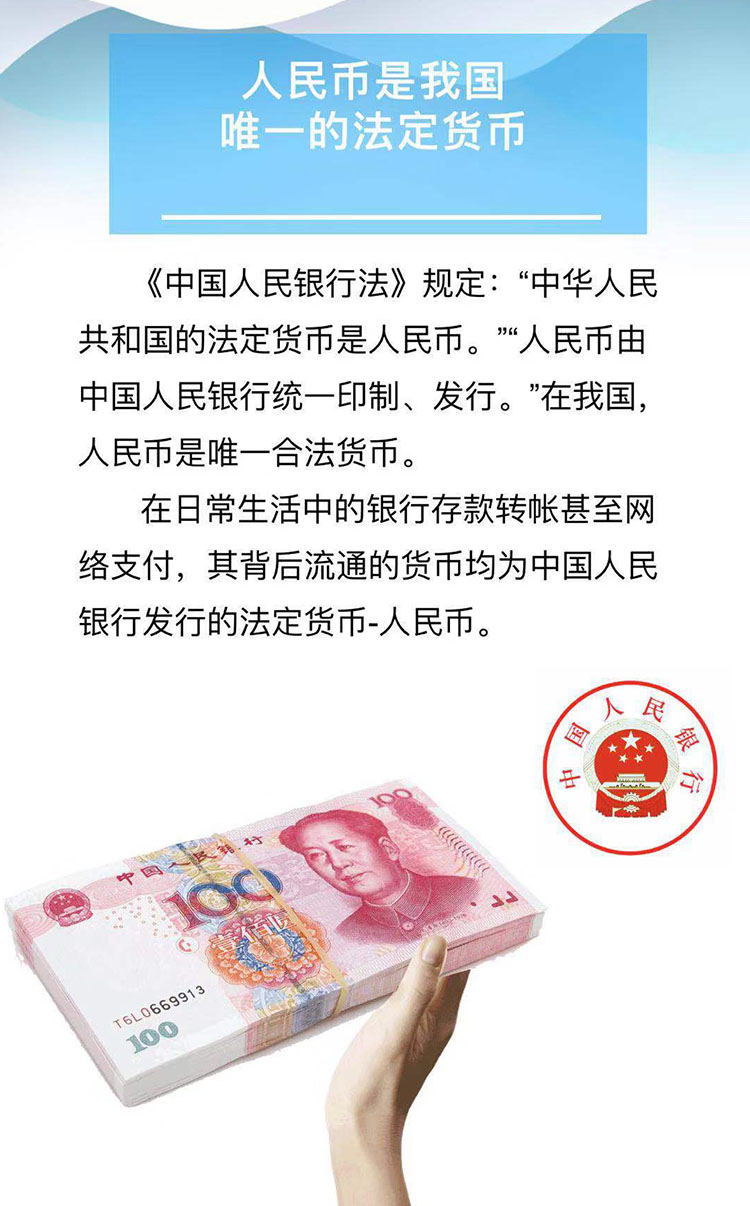 人民币是我国
唯一的法定货币
《中国人民银行法》规定：“中华人民
共和国的法定货币是人民币。”“人民币由
中国人民银行统一印制、发行。”在我国，
人民币是唯一合法货币。
在日常生活中的银行存款转帐甚至网
络支付，其背后流通的货币均为中国人民
银行发行的法定货币-人民币。
中国人民银行
100
中国人民银行
100
壹佰圆
T6L0669913
100